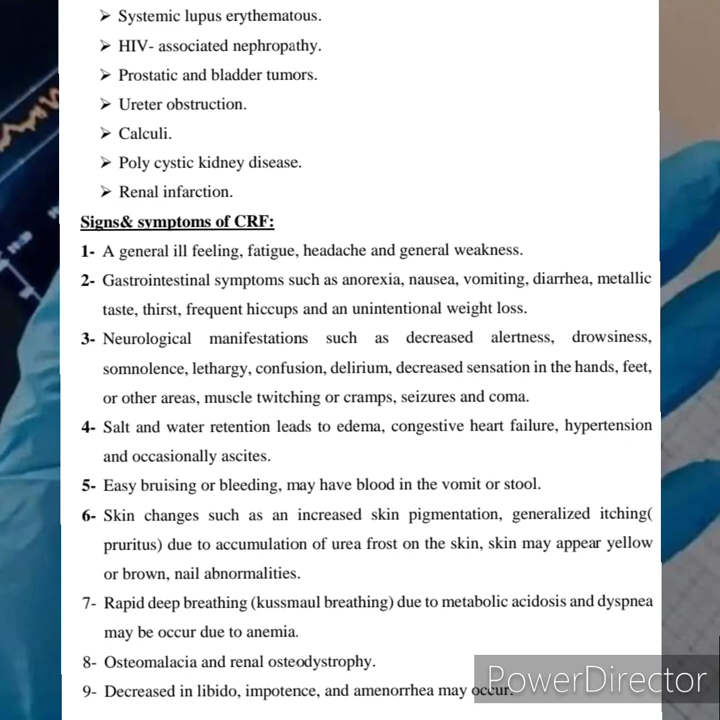 ➢ Systemic lupus erythematous.
➢ HIV- associated nephropathy.
➢ Prostatic and bladder tumors.
➢ Ureter obstruction.
➢ Calculi.
➢ Poly cystic kidney disease.
➢ Renal infarction.
Signs& symptoms of CRF:
1- A general ill feeling, fatigue, headache and general weakness.
2- Gastrointestinal symptoms such as anorexia, nausea, vomiting, diarrhea, metallic
taste, thirst, frequent hiccups and an unintentional weight loss.
3- Neurological manifestations such as decreased alertness, drowsiness,
somnolence, lethargy, confusion, delirium, decreased sensation in the hands, feet,
or other areas, muscle twitching or cramps, seizures and coma.
4- Salt and water retention leads to edema, congestive heart failure, hypertension
and occasionally ascites.
5- Easy bruising or bleeding, may have blood in the vomit or stool.
6- Skin changes such as an increased skin pigmentation, generalized itching(
pruritus) due to accumulation of urea frost on the skin, skin may appear yellow
or brown, nail abnormalities.
7- Rapid deep breathing (kussmaul breathing) due to metabolic acidosis and dyspnea
may be occur due to anemia.
8- Osteomalacia and renal osteodystrophy.
9- Decreased in libido, impotence, and amenorrhea may occur.
PowerDirector